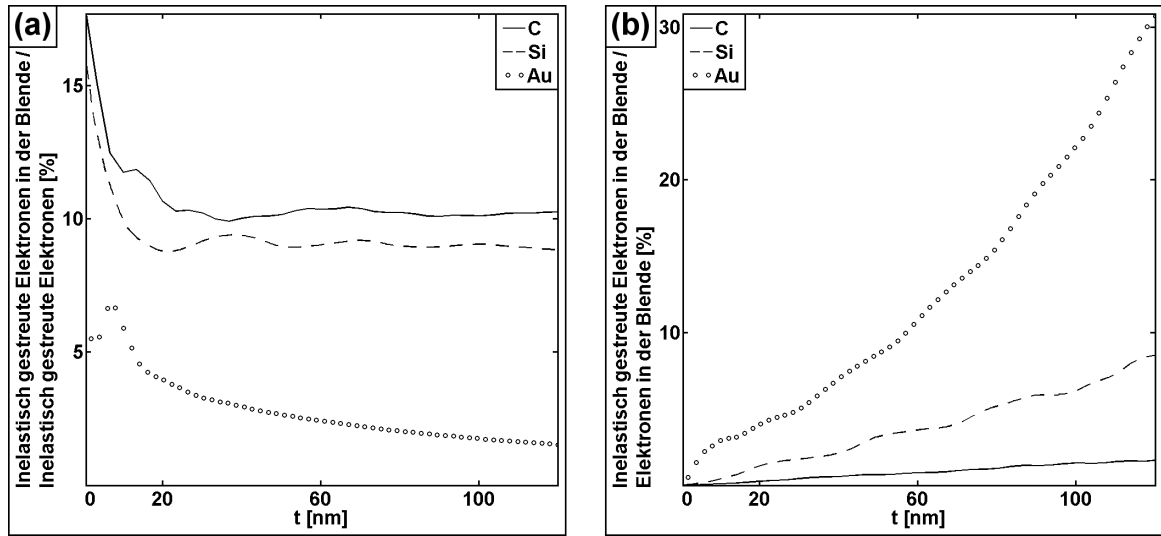 (a)
Inelastisch gestreute Elektronen in der Blende /
Inelastisch gestreute Elektronen [%]
C
Si
Au
15
10
5
0 20 60 100
t [nm]
(b)
Inelastisch gestreute Elektronen in der Blende /
Elektronen in der Blende [%]
C
Si
Au
30
20
10
0 20 60 100
t [nm]